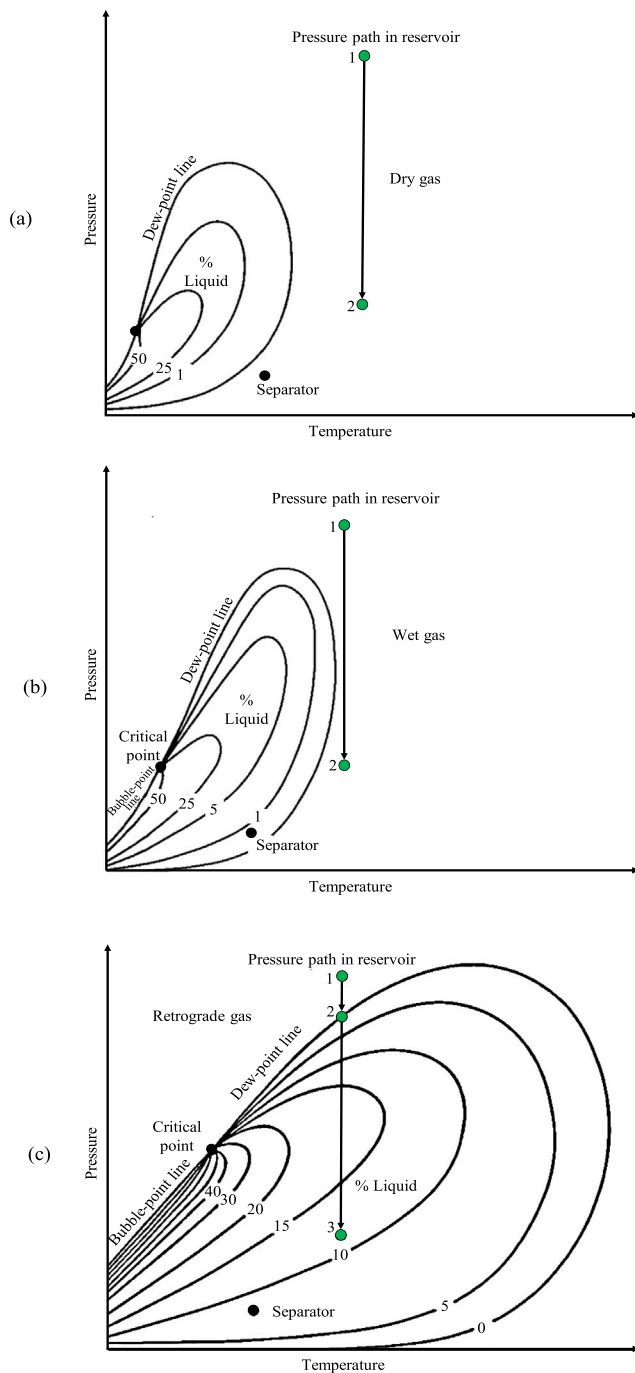 (a)
Pressure path in reservoir
1
Dew-point line
Dry gas
%
Liquid
Pressure
2
50
25
1
Separator
Temperature
(b)
Pressure path in reservoir
1
Dew-point line
Wet gas
%
Liquid
Pressure
Critical
point
2
Bubble-point
line
50
25
5
1
Separator
Temperature
(c)
Pressure path in reservoir
1
Retrograde gas
2
Dew-point line
Critical
point
Pressure
Bubble-point line
40
30
20
15
% Liquid
3
10
5
0
Separator
Temperature